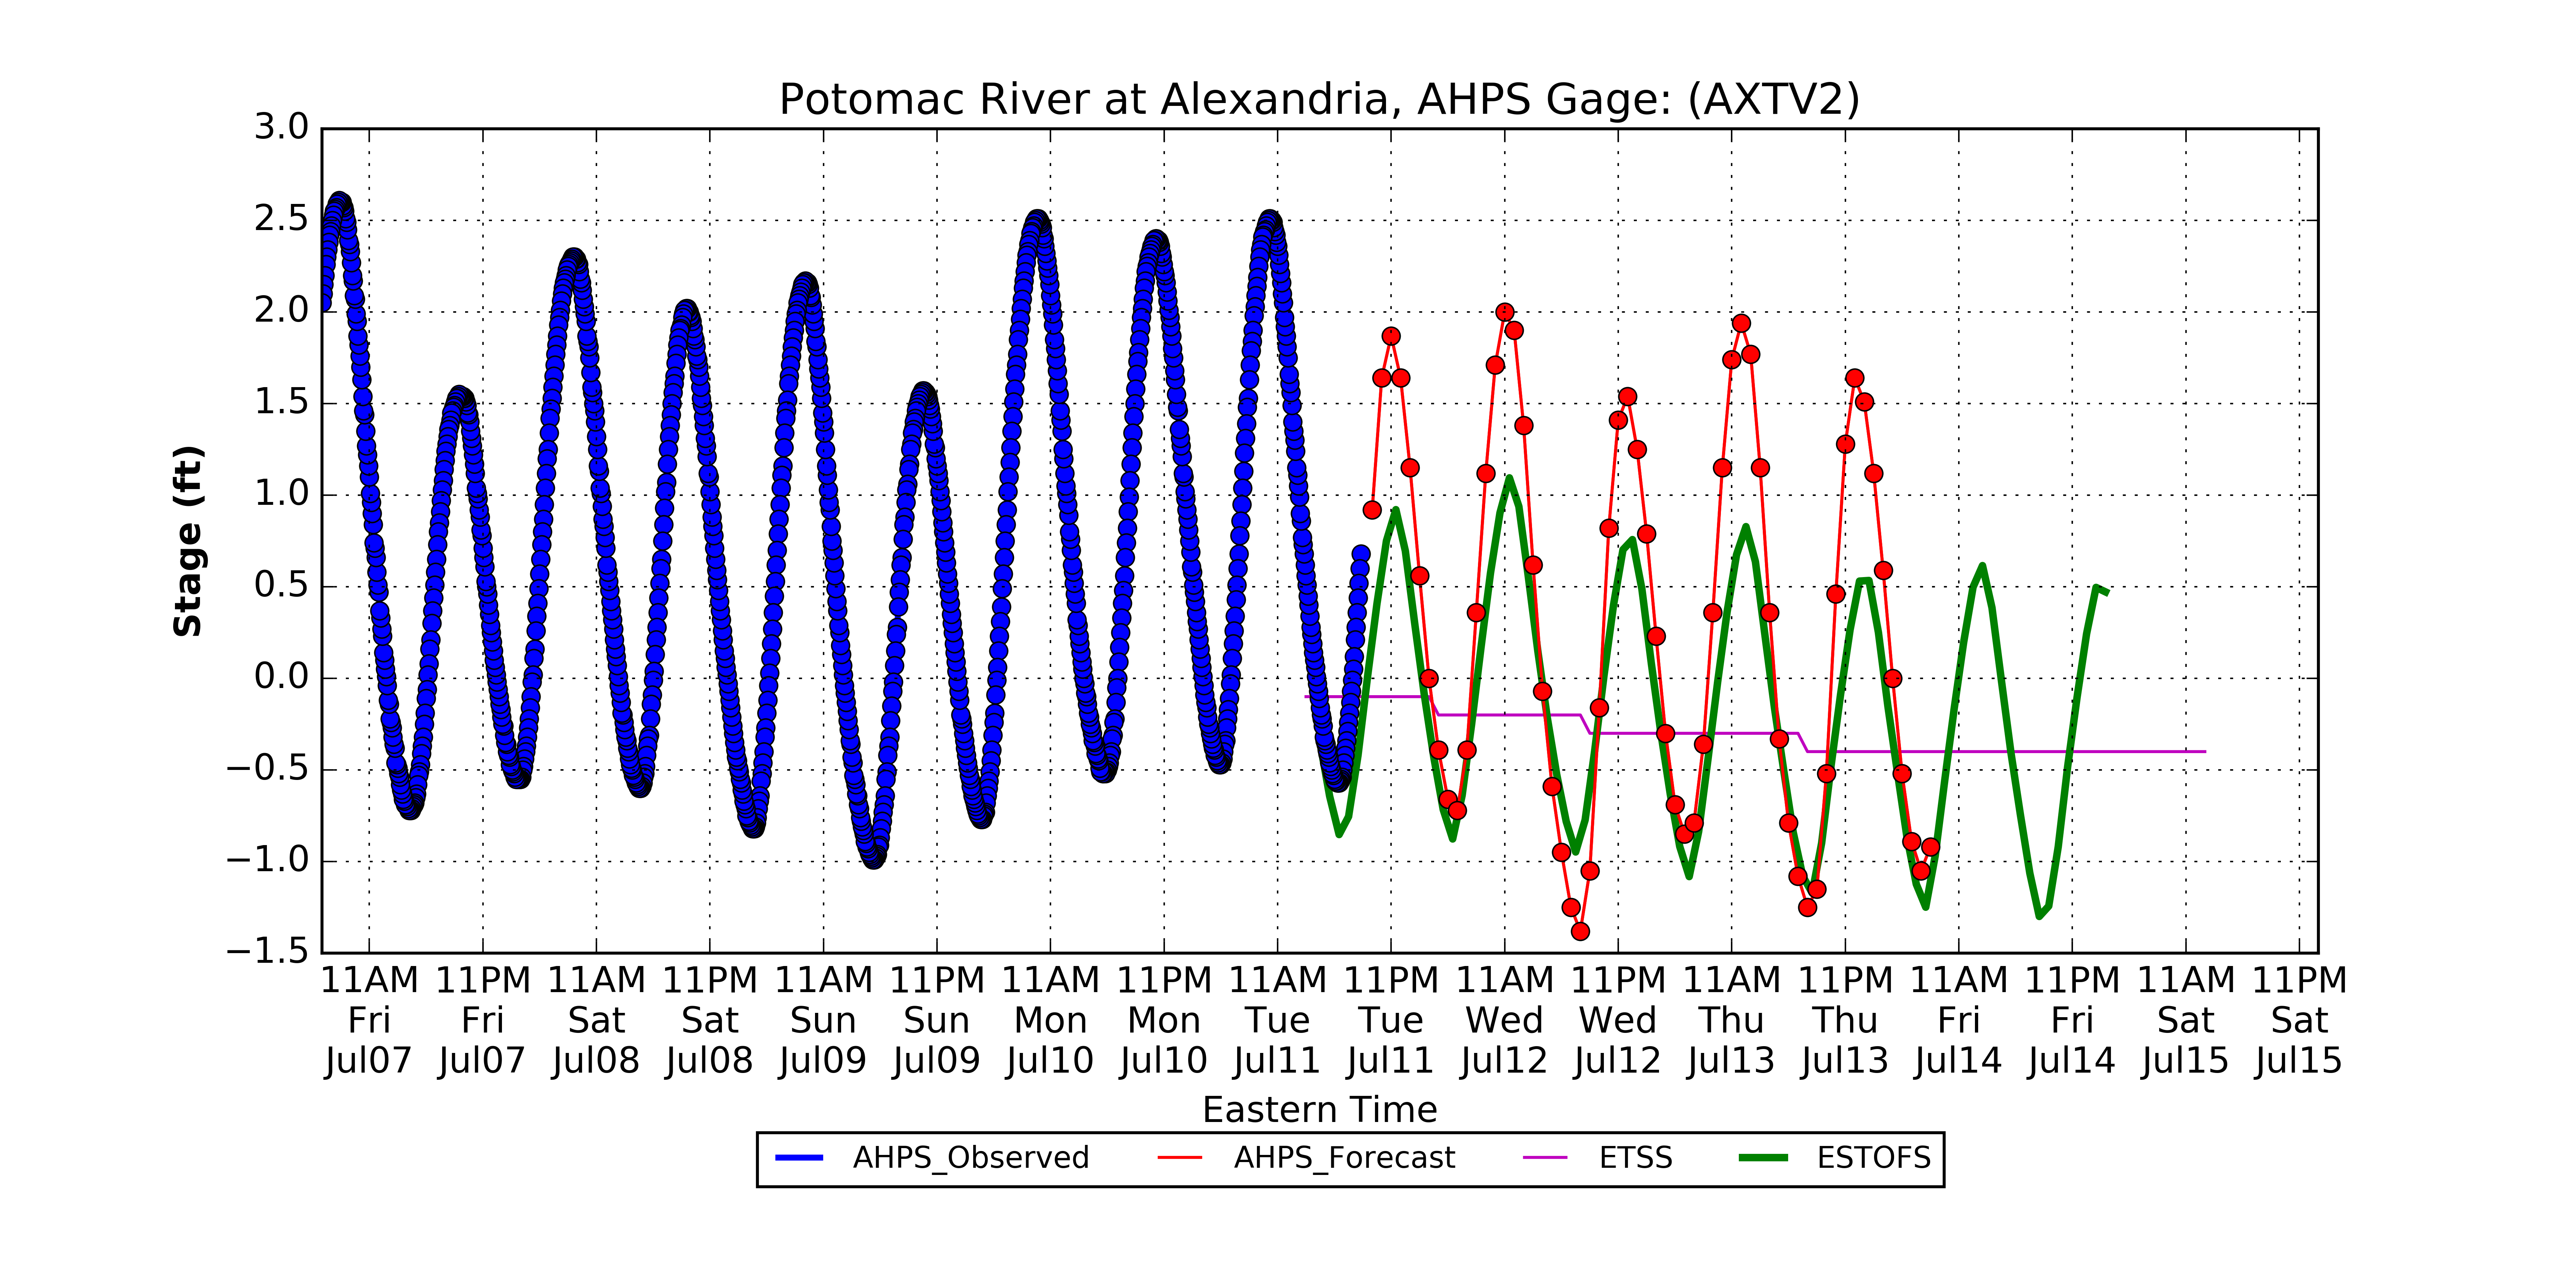 Potomac River at Alexandria, AHPS Gage: (AXTV2)
3.0
2.5
2.0
1.5
1.0
0.5
0.0
−0.5
−1.0
−1.5
Stage (ft)
11AM 11PM 11AM 11PM 11AM 11PM 11AM 11PM 11AM 11PM 11AM 11PM 11AM 11PM 11AM 11PM 11AM 11PM
Fri Fri Sat Sat Sun Sun Mon Mon Tue Tue Wed Wed Thu Thu Fri Fri Sat Sat
Jul07 Jul07 Jul08 Jul08 Jul09 Jul09 Jul10 Jul10 Jul11 Jul11 Jul12 Jul12 Jul13 Jul13 Jul14 Jul14 Jul15 Jul15
Eastern Time
AHPS_Observed AHPS_Forecast ETSS ESTOFS